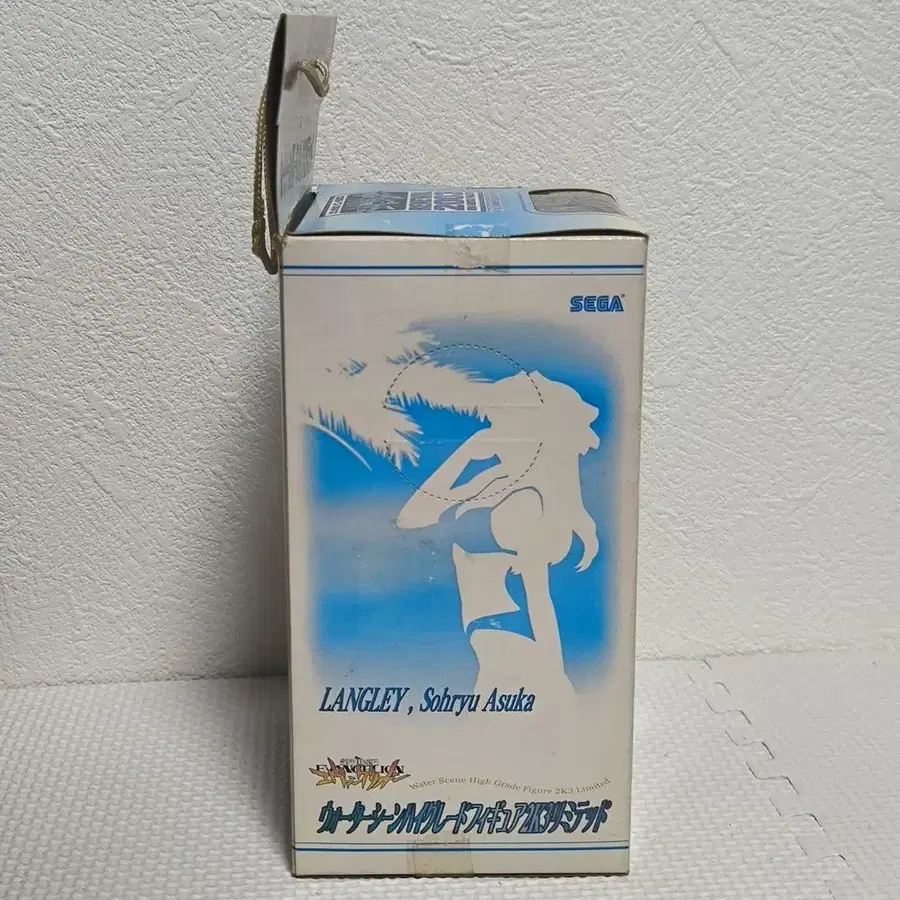 SEGA
LANGLEY , Sohryu Asuka
EVANGELION
Water Scene High Grade Figure 2K3 Limited
ウォーターシーンハイグレードフィギュア2K3リミテッド